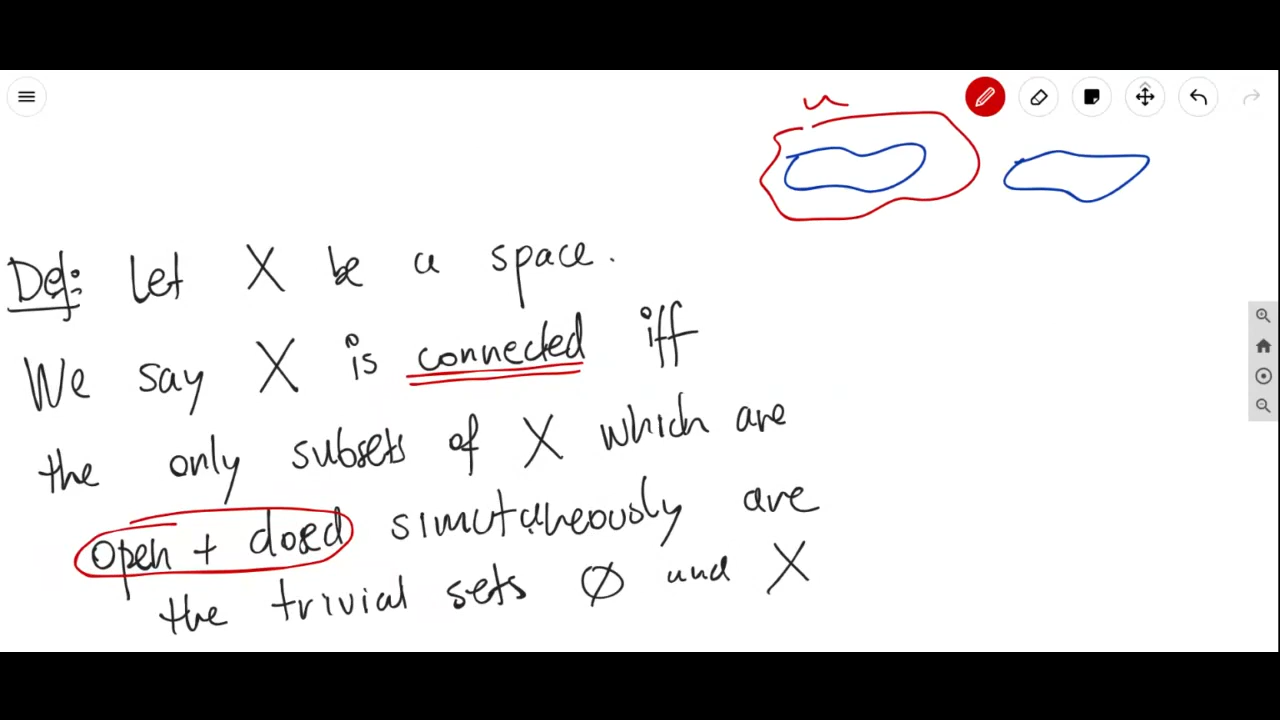 u
Def: Let X be a space.
We say X is connected iff
the only subsets of X which are
open + closed simutaneously are
the trivial sets ∅ and X